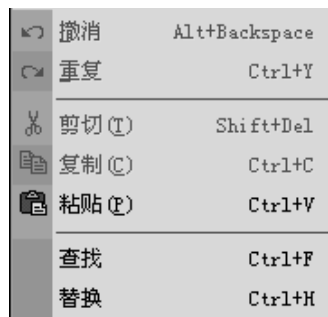 撤消 Alt+Backspace
重复 Ctrl+Y
剪切(T) Shift+Del
复制(C) Ctrl+C
粘贴(P) Ctrl+V
查找 Ctrl+F
替换 Ctrl+H